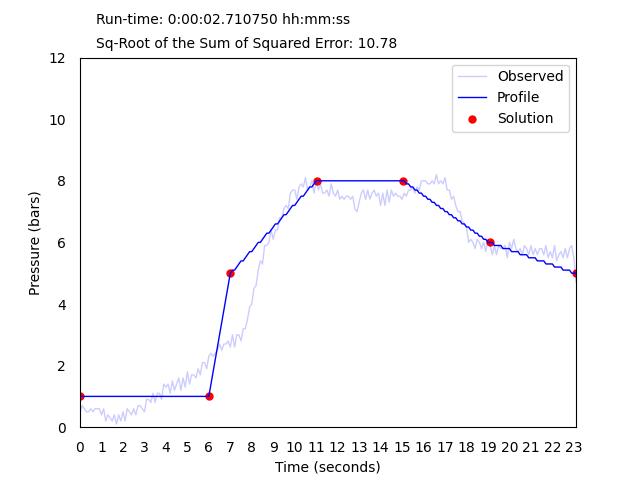 Run-time: 0:00:02.710750 hh:mm:ss
Sq-Root of the Sum of Squared Error: 10.78
12
10
8
6
4
2
0
Pressure (bars)
Observed
Profile
Solution
0 1 2 3 4 5 6 7 8 9 10 11 12 13 14 15 16 17 18 19 20 21 22 23
Time (seconds)